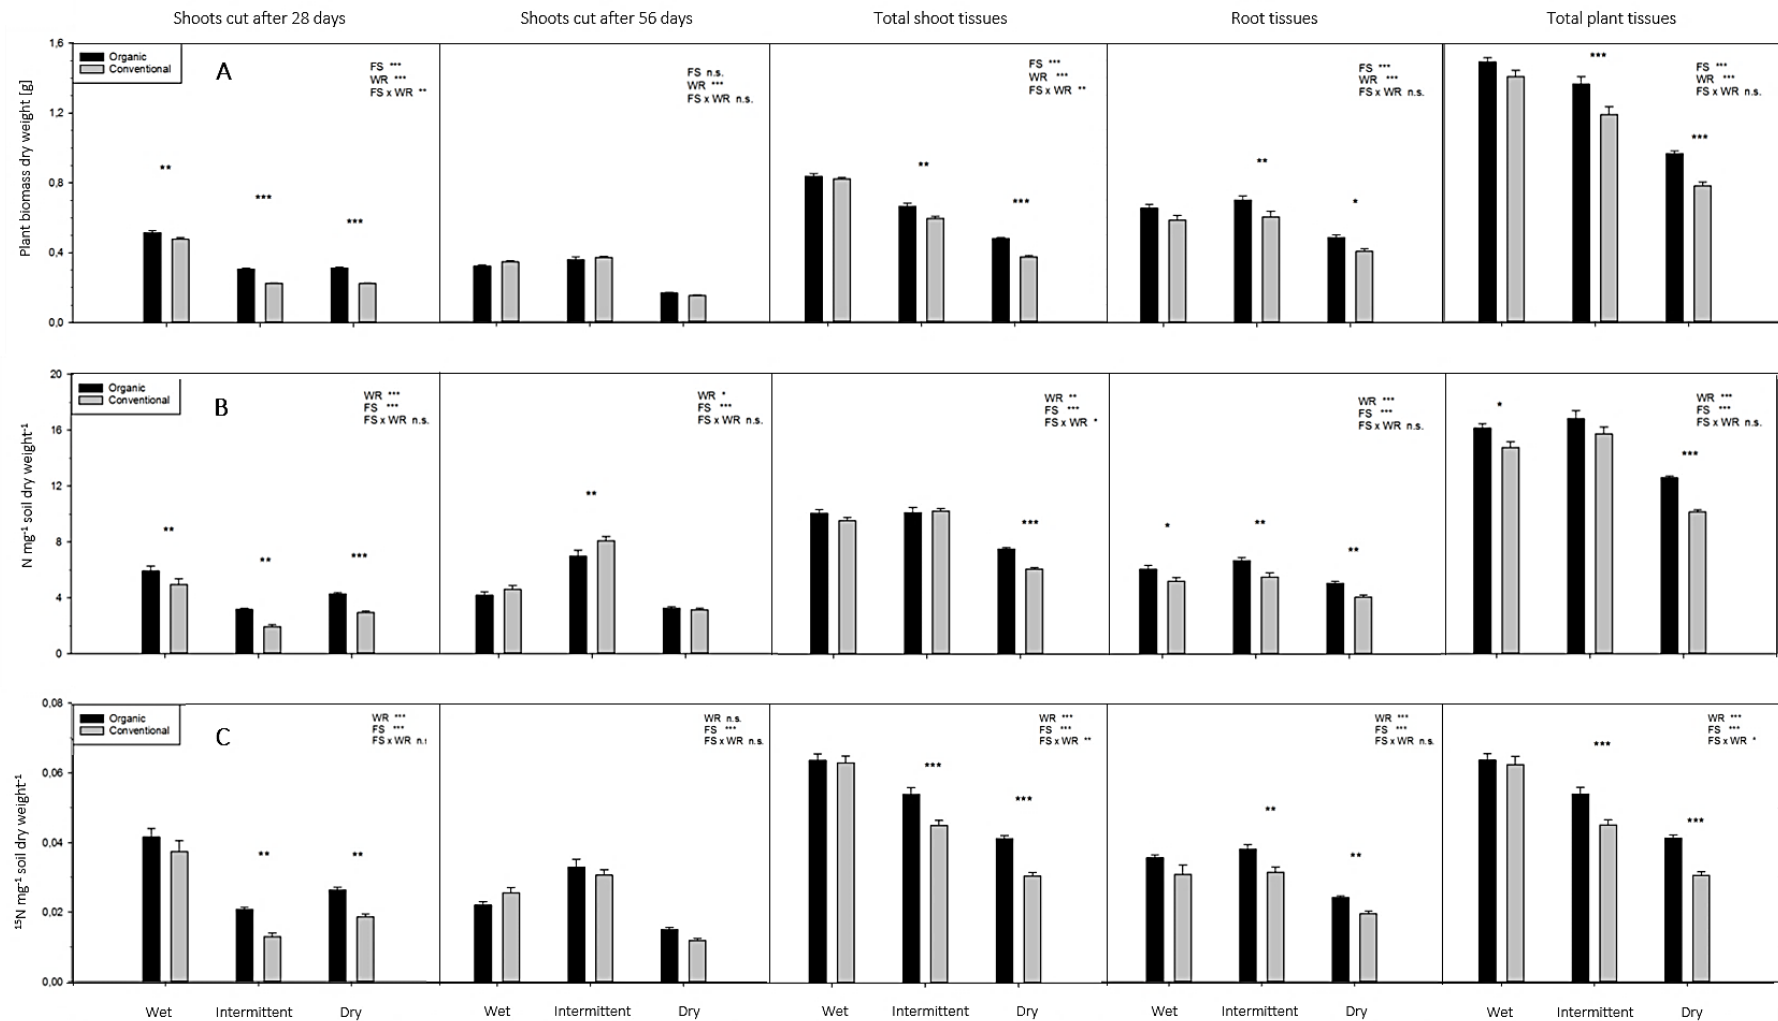 Shoots cut after 28 days
Shoots cut after 56 days
Total shoot tissues
Root tissues
Total plant tissues
Plant biomass dry weight [g]
1,6
1,2
0,8
0,4
0,0
Organic
Conventional
A
FS ***
WR ***
FS x WR **
** *** ***
FS n.s.
WR ***
FS x WR n.s.
FS ***
WR ***
FS x WR **
** ***
FS ***
WR ***
FS x WR n.s.
** *
FS ***
WR ***
FS x WR n.s.
*** ***
N mg-1 soil dry weight-1
20
16
12
8
4
0
Organic
Conventional
B
WR ***
FS ***
FS x WR n.s.
** ** ***
WR *
FS ***
FS x WR n.s.
**
WR **
FS ***
FS x WR *
***
WR ***
FS ***
FS x WR n.s.
* ** **
WR ***
FS ***
FS x WR n.s.
* ***
15N mg-1 soil dry weight-1
0,08
0,06
0,04
0,02
0,00
Organic
Conventional
C
WR ***
FS ***
FS x WR n.s
** **
WR n.s.
FS ***
FS x WR n.s.
WR ***
FS ***
FS x WR **
*** ***
WR ***
FS ***
FS x WR n.s.
** **
WR ***
FS ***
FS x WR *
*** ***
Wet Intermittent Dry
Wet Intermittent Dry
Wet Intermittent Dry
Wet Intermittent Dry
Wet Intermittent Dry